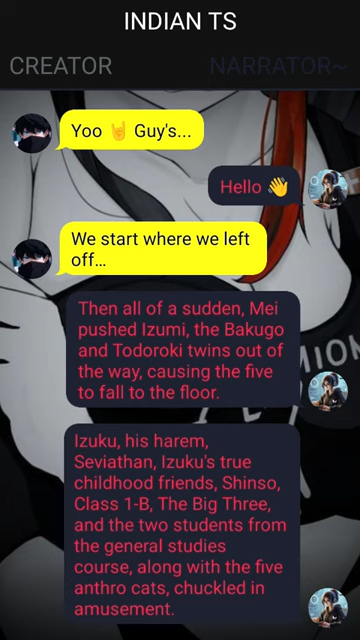 INDIAN TS
CREATOR
NARRATOR~
Yoo 🤘 Guy's...
Hello 👋
We start where we left
off...
Then all of a sudden, Mei
pushed Izumi, the Bakugo
and Todoroki twins out of
the way, causing the five
to fall to the floor.
Izuku, his harem,
Seviathan, Izuku's true
childhood friends, Shinso,
Class 1-B, The Big Three,
and the two students from
the general studies
course, along with the five
anthro cats, chuckled in
amusement.